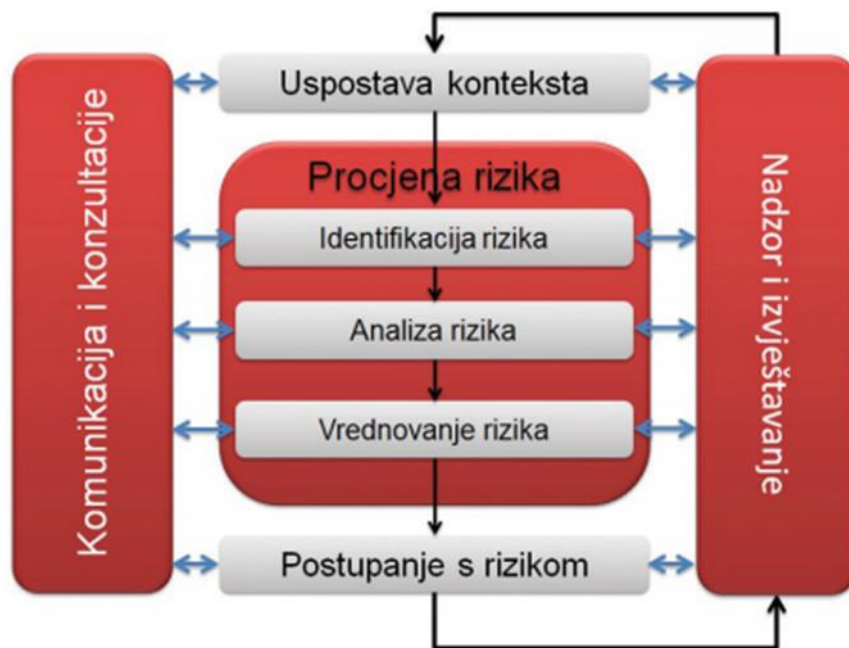 Komunikacija i konzultacije
Uspostava konteksta
Procjena rizika
Identifikacija rizika
Analiza rizika
Vrednovanje rizika
Postupanje s rizikom
Nadzor i izvještavanje